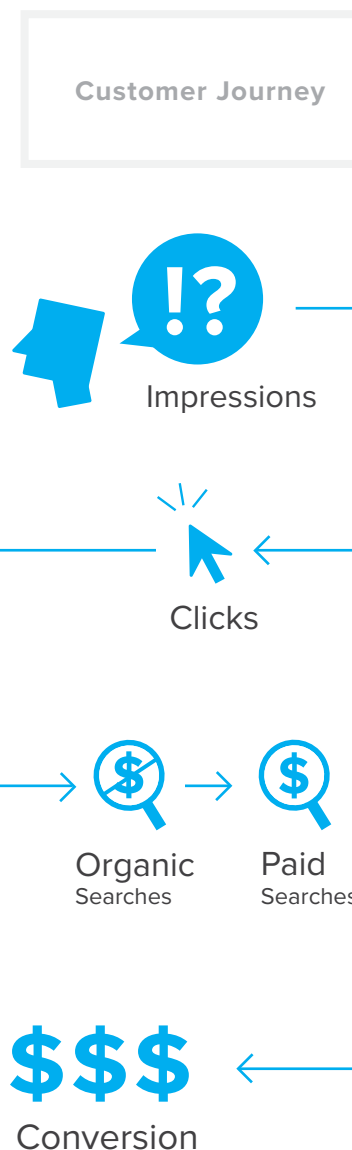 Customer Journey
!?
Impressions
Clicks
$
$
Organic
Searches
Paid
Searches
$$$
Conversion